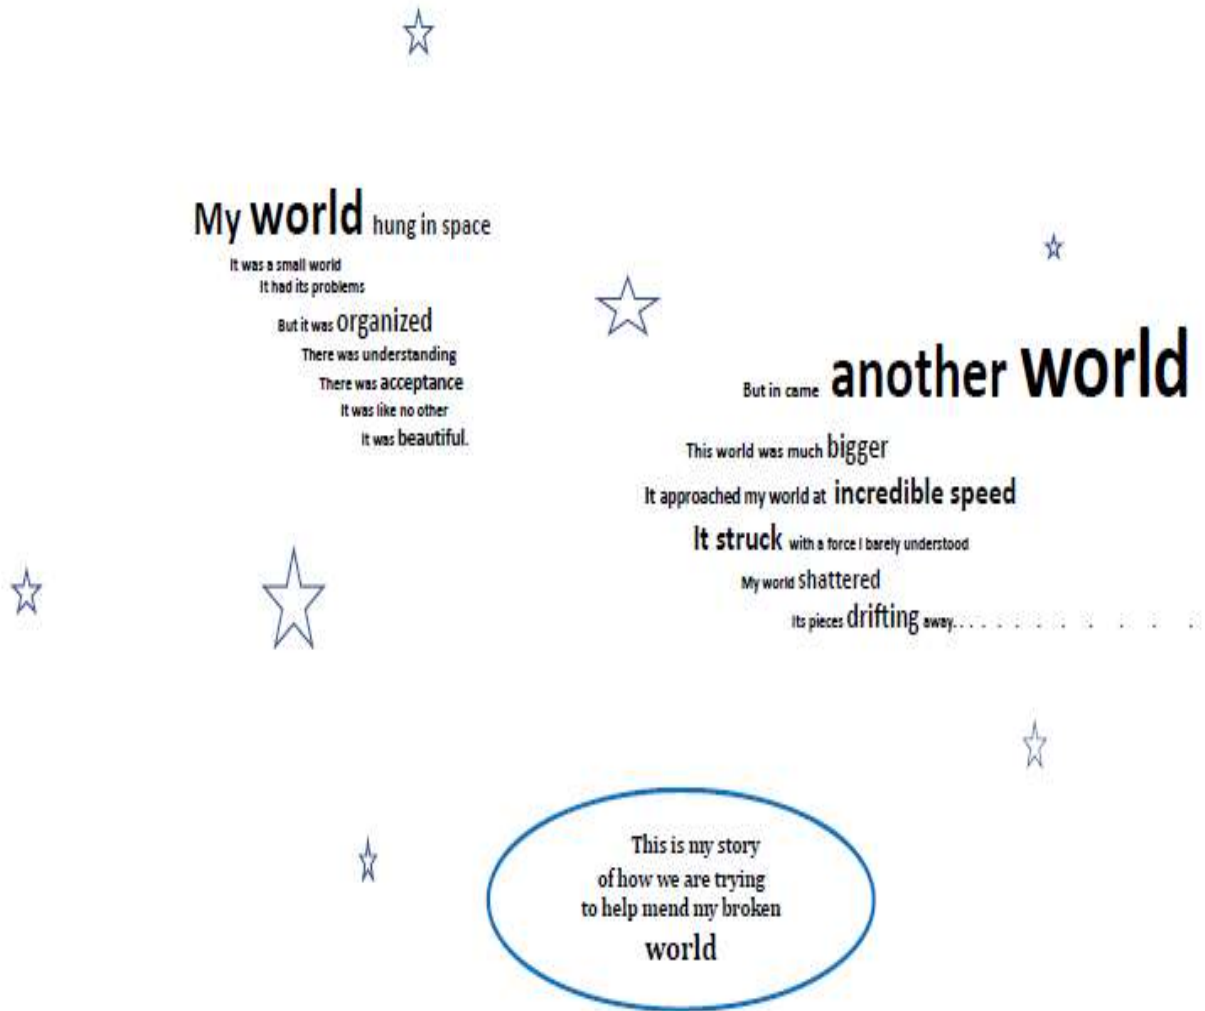 My world hung in space
It was a small world
It had its problems
But it was organized
There was understanding
There was acceptance
It was like no other
It was beautiful.
But in came another world
This world was much bigger
It approached my world at incredible speed
It struck with a force I barely understood
My world shattered
Its pieces drifting away. . . . . . . . . . . .
This is my story
of how we are trying
to help mend my broken
world